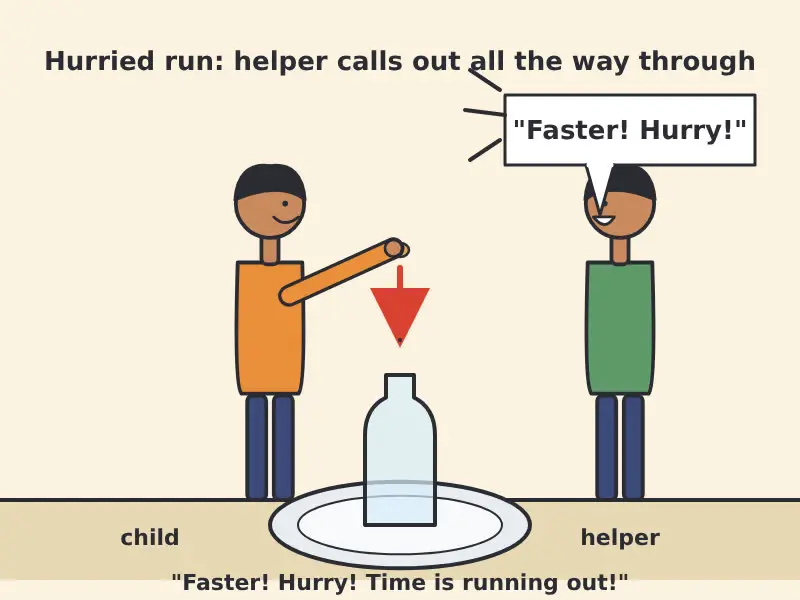 Hurried run: helper calls out all the way through
"Faster! Hurry!"
child
helper
"Faster! Hurry! Time is running out!"